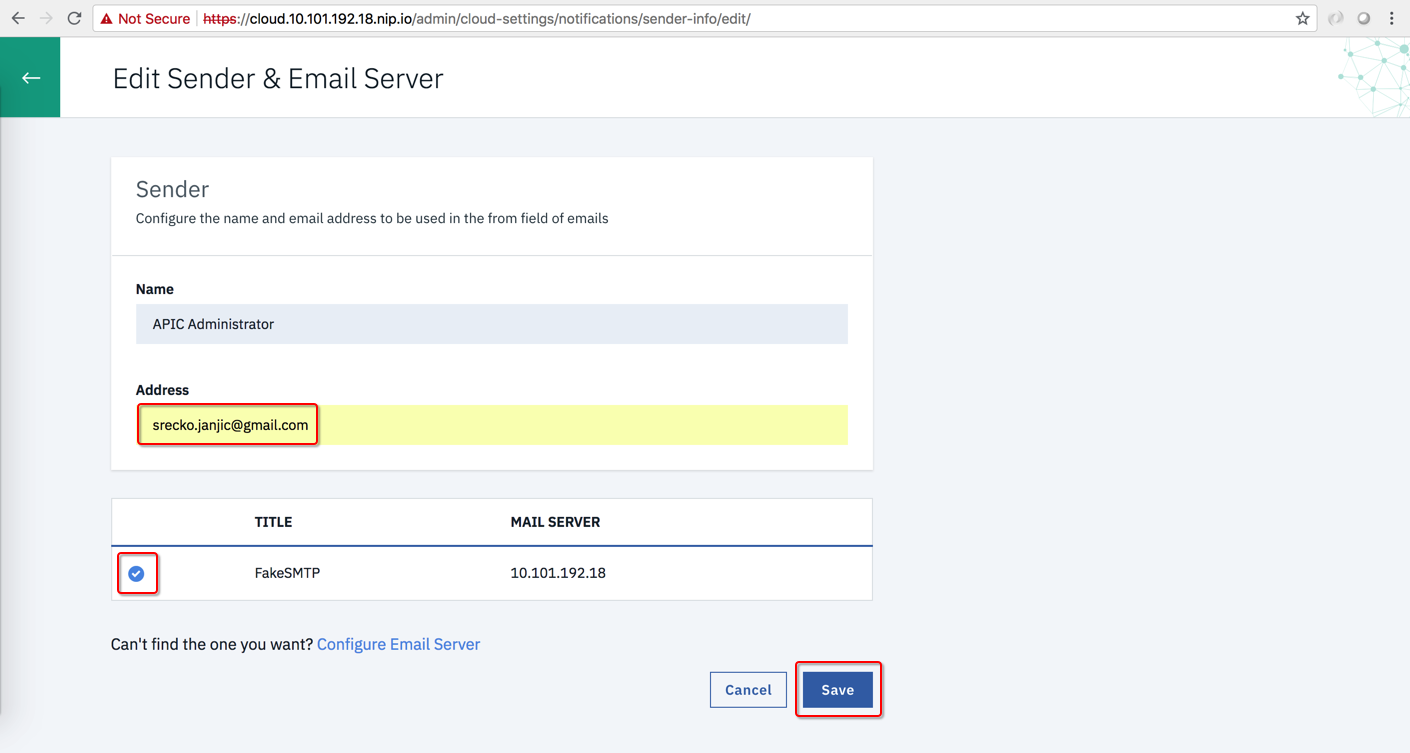 Not Secure https://cloud.10.101.192.18.nip.io/admin/cloud-settings/notifications/sender-info/edit/
Edit Sender & Email Server
Sender
Configure the name and email address to be used in the from field of emails
Name
APIC Administrator
Address
srecko.janjic@gmail.com
TITLE MAIL SERVER
FakeSMTP 10.101.192.18
Can't find the one you want? Configure Email Server
Cancel Save